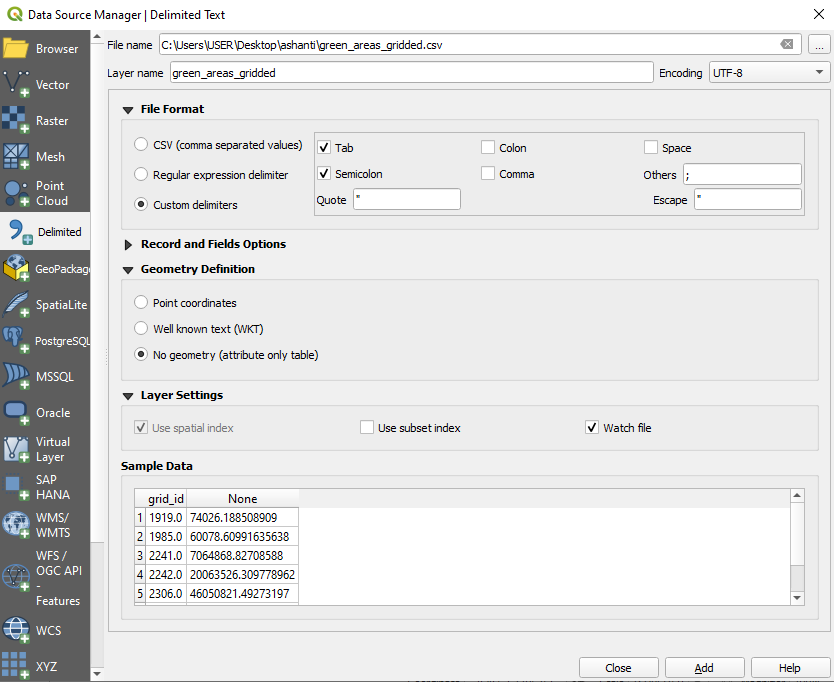 Data Source Manager | Delimited Text
Browser
Vector
Raster
Mesh
Point
Cloud
Delimited
GeoPackage
SpatiaLite
PostgreSQL
MSSQL
Oracle
Virtual
Layer
SAP
HANA
WMS/
WMTS
WFS /
OGC API
-
Features
WCS
XYZ
File name C:\Users\USER\Desktop\ashanti\green_areas_gridded.csv ...
Layer name green_areas_gridded Encoding UTF-8
File Format
CSV (comma separated values) Tab Colon Space
Regular expression delimiter Semicolon Comma Others ;
Custom delimiters Quote " Escape "
Record and Fields Options
Geometry Definition
Point coordinates
Well known text (WKT)
No geometry (attribute only table)
Layer Settings
Use spatial index Use subset index Watch file
Sample Data
grid_id None
1 1919.0 74026.188508909
2 1985.0 60078.60991635638
3 2241.0 7064868.82708588
4 2242.0 20063526.309778962
5 2306.0 46050821.49273197
Close Add Help